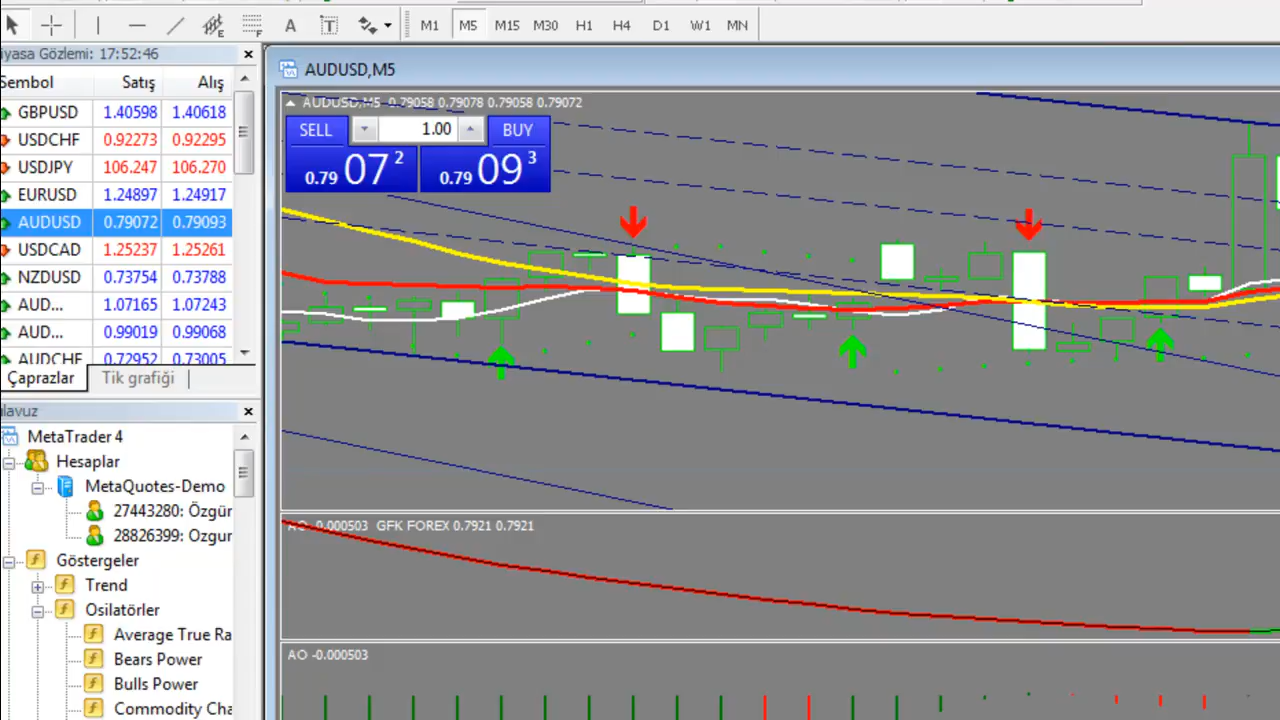 M1 M5 M15 M30 H1 H4 D1 W1 MN
iyasa Gözlemi: 17:52:46
Sembol Satış Alış
GBPUSD 1.40598 1.40618
USDCHF 0.92273 0.92295
USDJPY 106.247 106.270
EURUSD 1.24897 1.24917
AUDUSD 0.79072 0.79093
USDCAD 1.25237 1.25261
NZDUSD 0.73754 0.73788
AUD... 1.07165 1.07243
AUD... 0.99019 0.99068
AUDCHF 0.72952 0.73005
Çaprazlar Tik grafiği
lavuz
MetaTrader 4
Hesaplar
MetaQuotes-Demo
27443280: Özgür
28826399: Ozgur
Göstergeler
Trend
Osilatörler
Average True Ra
Bears Power
Bulls Power
Commodity Cha
AUDUSD,M5
AUDUSD,M5 0.79058 0.79078 0.79058 0.79072
SELL 1.00 BUY
0.79 07 2 0.79 09 3
AO -0.000503 GFK FOREX 0.7921 0.7921
AO -0.000503